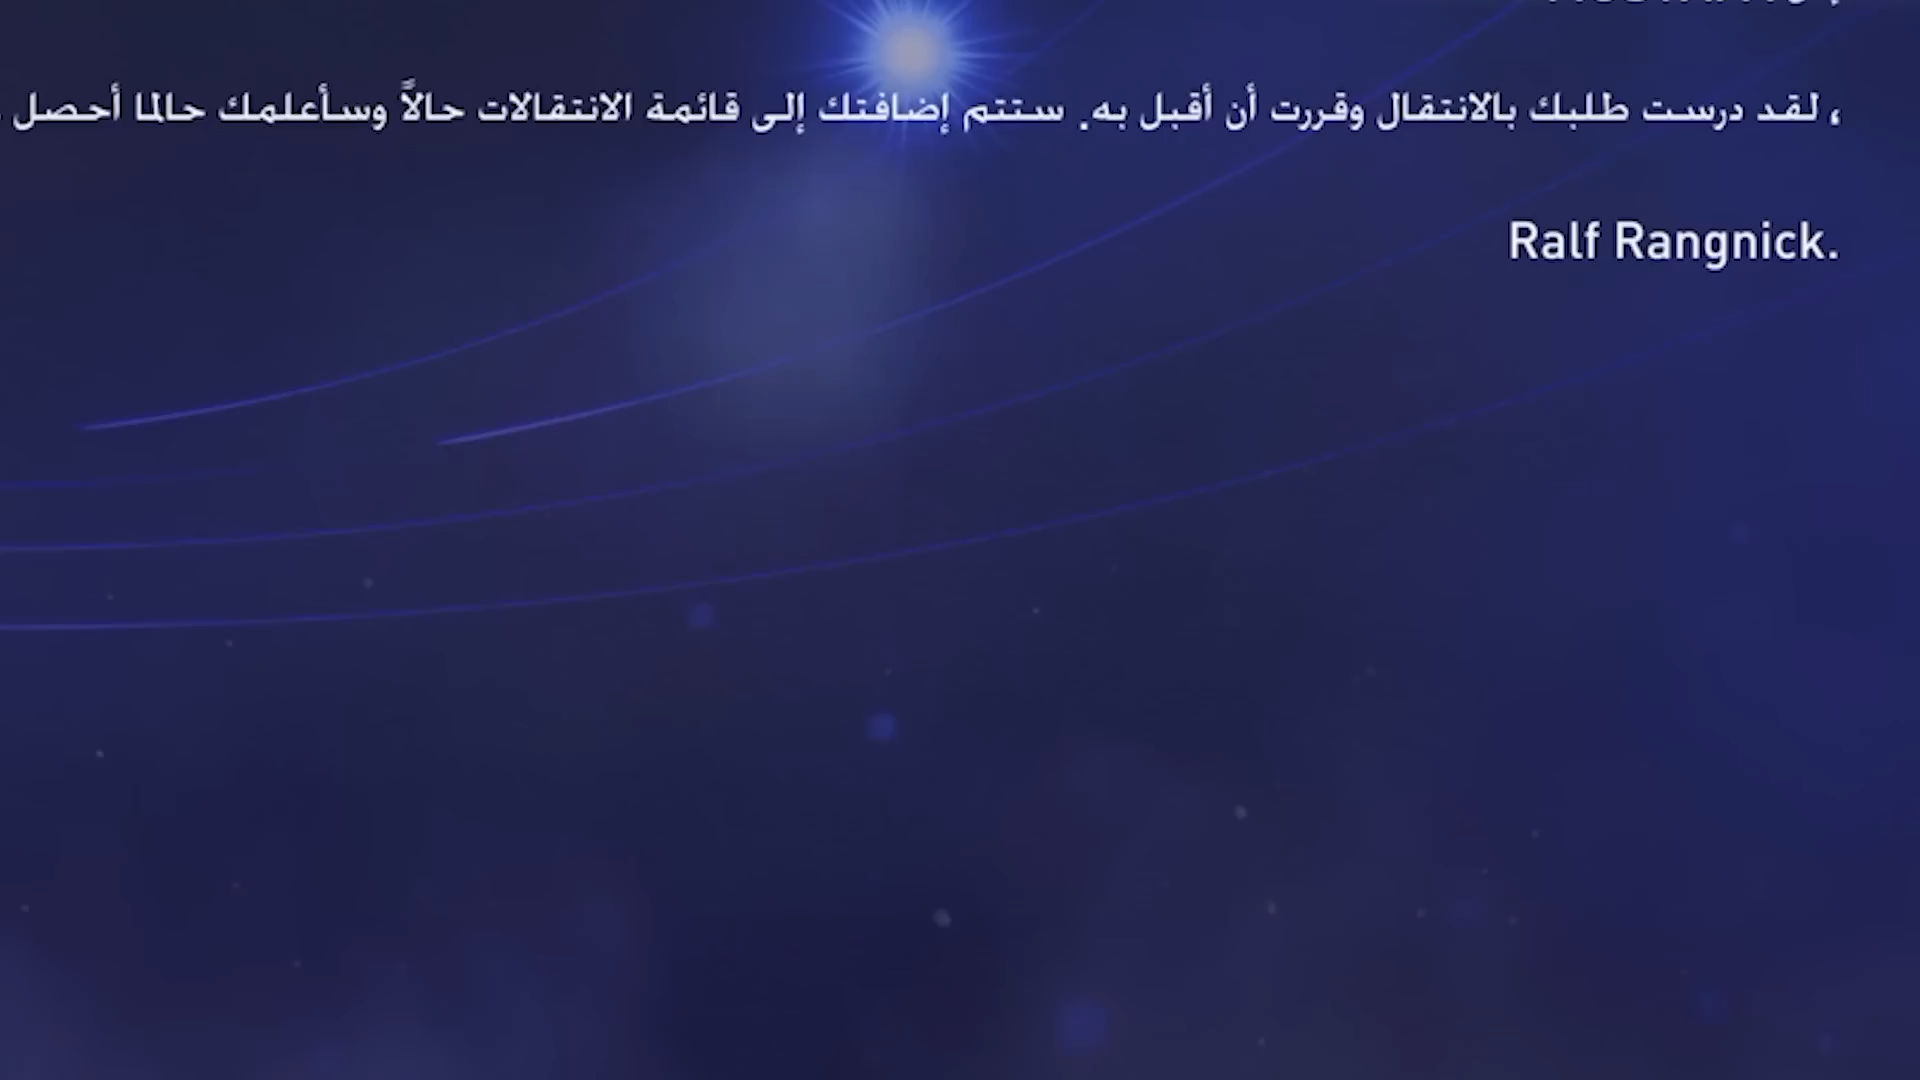 ، لقد درست طلبك بالانتقال وقررت أن أقبل به. ستتم إضافتك إلى قائمة الانتقالات حالاً وسأعلمك حالما أحصل
Ralf Rangnick.